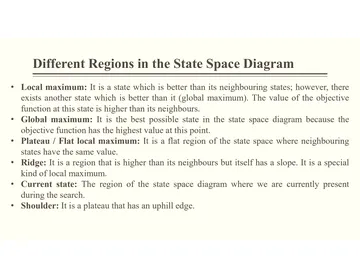 Different Regions in the State Space Diagram
• Local maximum: It is a state which is better than its neighbouring states; however, there
exists another state which is better than it (global maximum). The value of the objective
function at this state is higher than its neighbours.
• Global maximum: It is the best possible state in the state space diagram because the
objective function has the highest value at this point.
• Plateau / Flat local maximum: It is a flat region of the state space where neighbouring
states have the same value.
• Ridge: It is a region that is higher than its neighbours but itself has a slope. It is a special
kind of local maximum.
• Current state: The region of the state space diagram where we are currently present
during the search.
• Shoulder: It is a plateau that has an uphill edge.